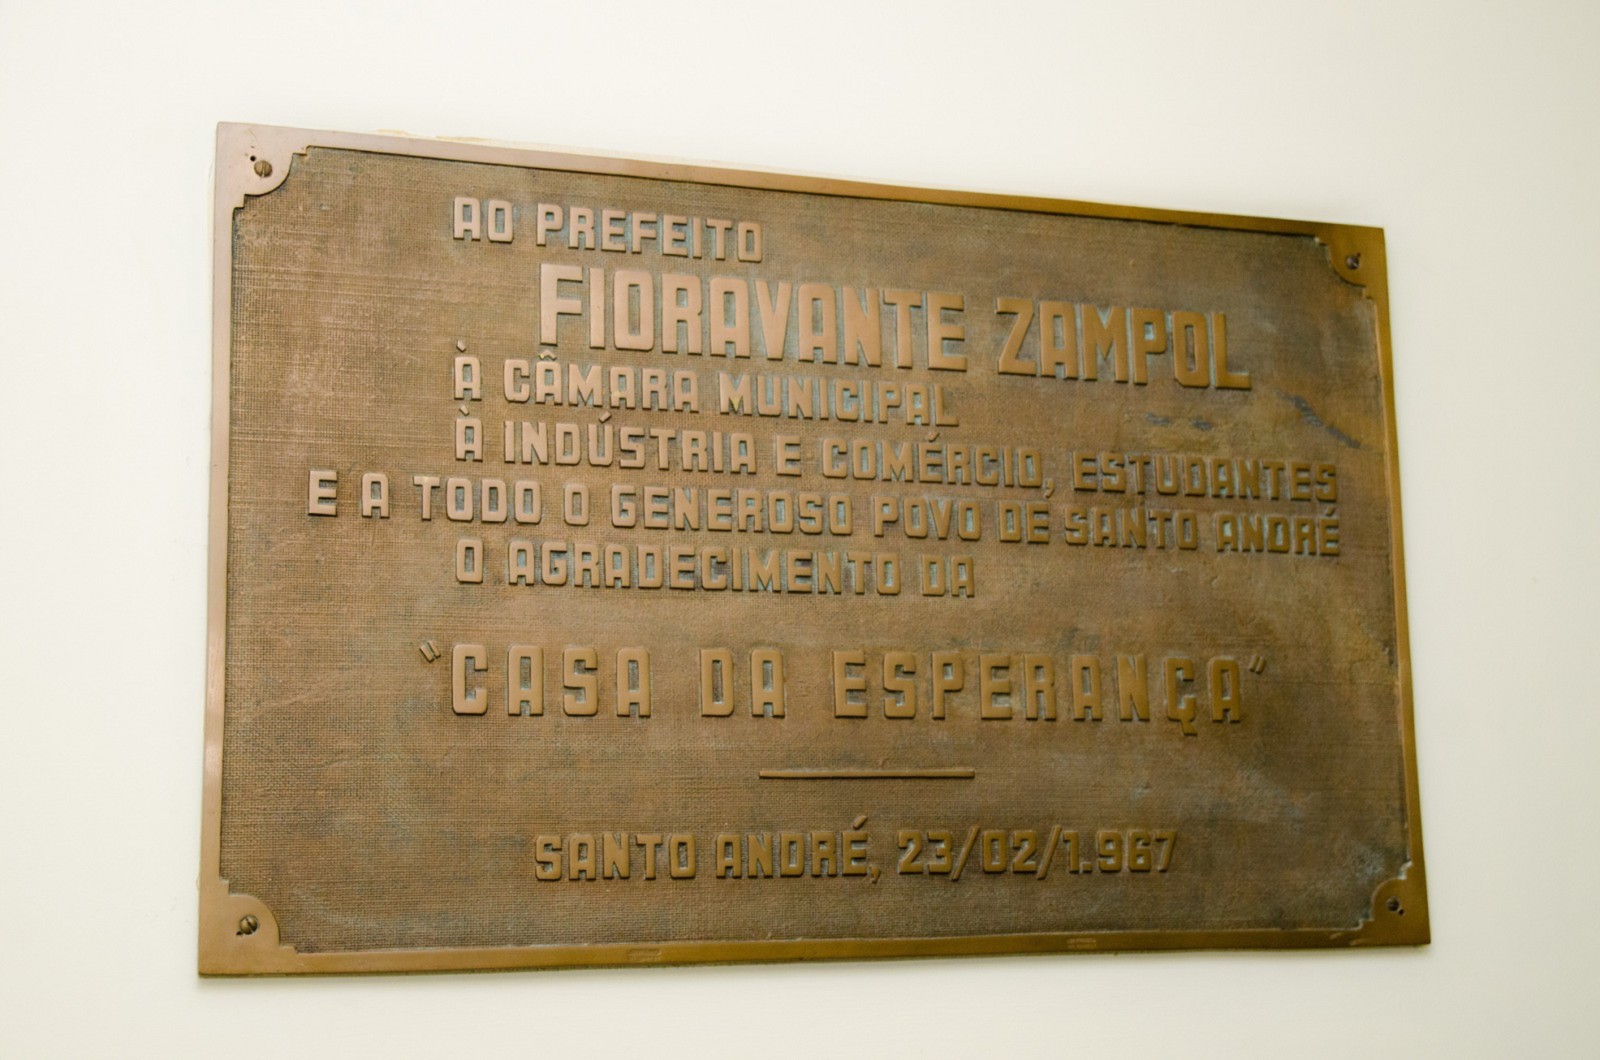 AO PREFEITO
FIORAVANTE ZAMPOL
À CÂMARA MUNICIPAL
À INDÚSTRIA E COMÉRCIO, ESTUDANTES
E A TODO O GENEROSO POVO DE SANTO ANDRÉ
O AGRADECIMENTO DA
"CASA DA ESPERANÇA"
SANTO ANDRÉ, 23/02/1.967